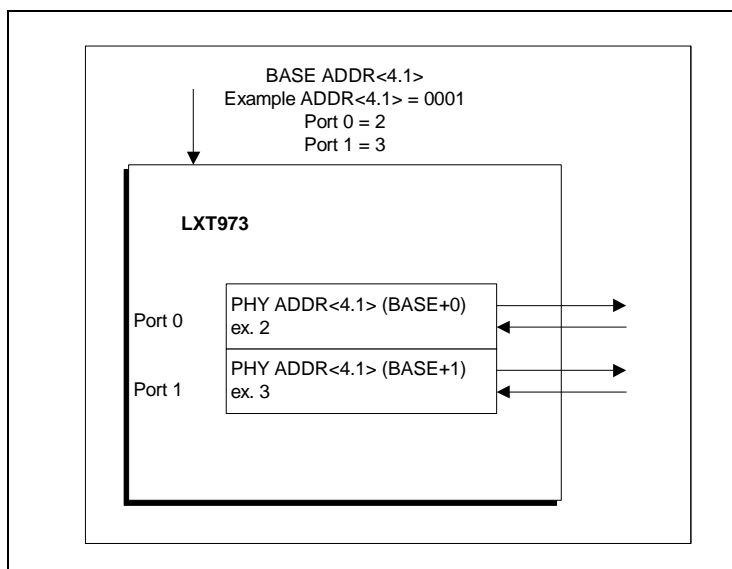 BASE ADDR<4.1>
Example ADDR<4.1> = 0001
Port 0 = 2
Port 1 = 3
LXT973
Port 0
PHY ADDR<4.1> (BASE+0)
ex. 2
Port 1
PHY ADDR<4.1> (BASE+1)
ex. 3